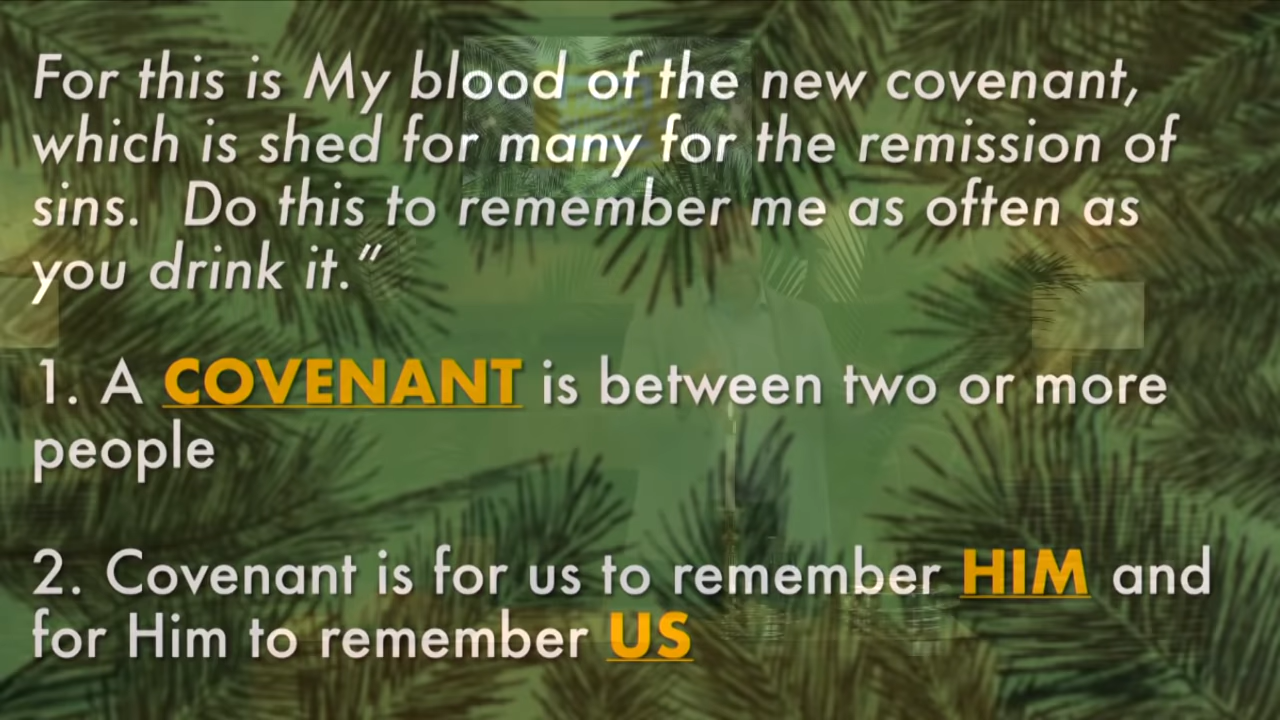 For this is My blood of the new covenant,
which is shed for many for the remission of
sins.  Do this to remember me as often as
you drink it.”
1. A COVENANT is between two or more
people
2. Covenant is for us to remember HIM and
for Him to remember US